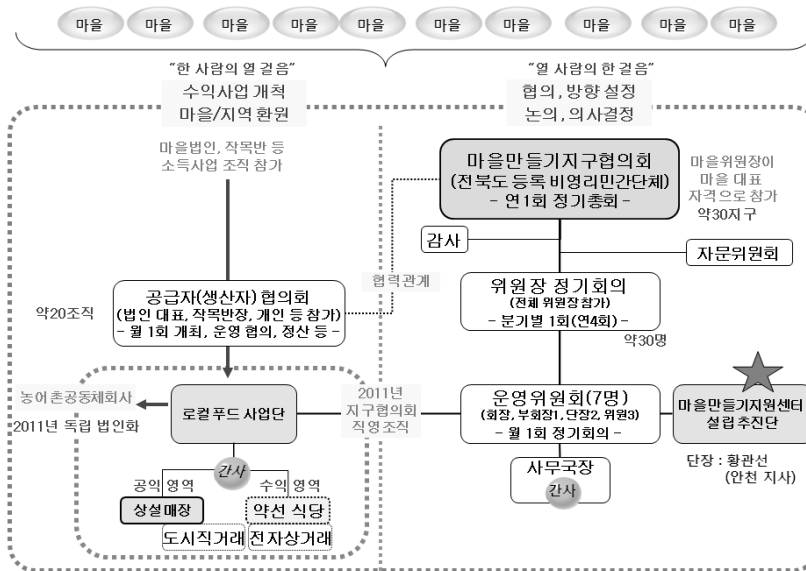 마을 마을 마을 마을 마을 마을 마을 마을 마을
“한 사람의 열 걸음”
수익사업 개척
마을/지역 환원
“열 사람의 한 걸음”
협의, 방향 설정
논의, 의사결정
마을법인, 작목반 등
소득사업 조직 참가
마을만들기지구협의회
(전북도 등록 비영리민간단체)
- 연1회 정기총회 -
마을위원장이
마을 대표
자격으로 참가
약30지구
감사
자문위원회
협력관계
약20조직
공급자(생산자) 협의회
(법인 대표, 작목반장, 개인 등 참가)
- 월 1회 개최, 운영 협의, 정산 등 -
위원장 정기회의
(전체 위원장 참가)
- 분기별 1회(연4회) -
약30명
농어촌공동체회사
2011년 독립 법인화
로컬푸드 사업단
2011년
지구협의회
직영조직
운영위원회(7명)
(회장, 부회장1, 단장2, 위원3)
- 월 1회 정기회의 -
마을만들기지원센터
설립추진단
단장 : 황관선
(안천 지사)
간사
공익 영역
수익 영역
상설매장
약선 식당
도시직거래
전자상거래
사무국장
간사